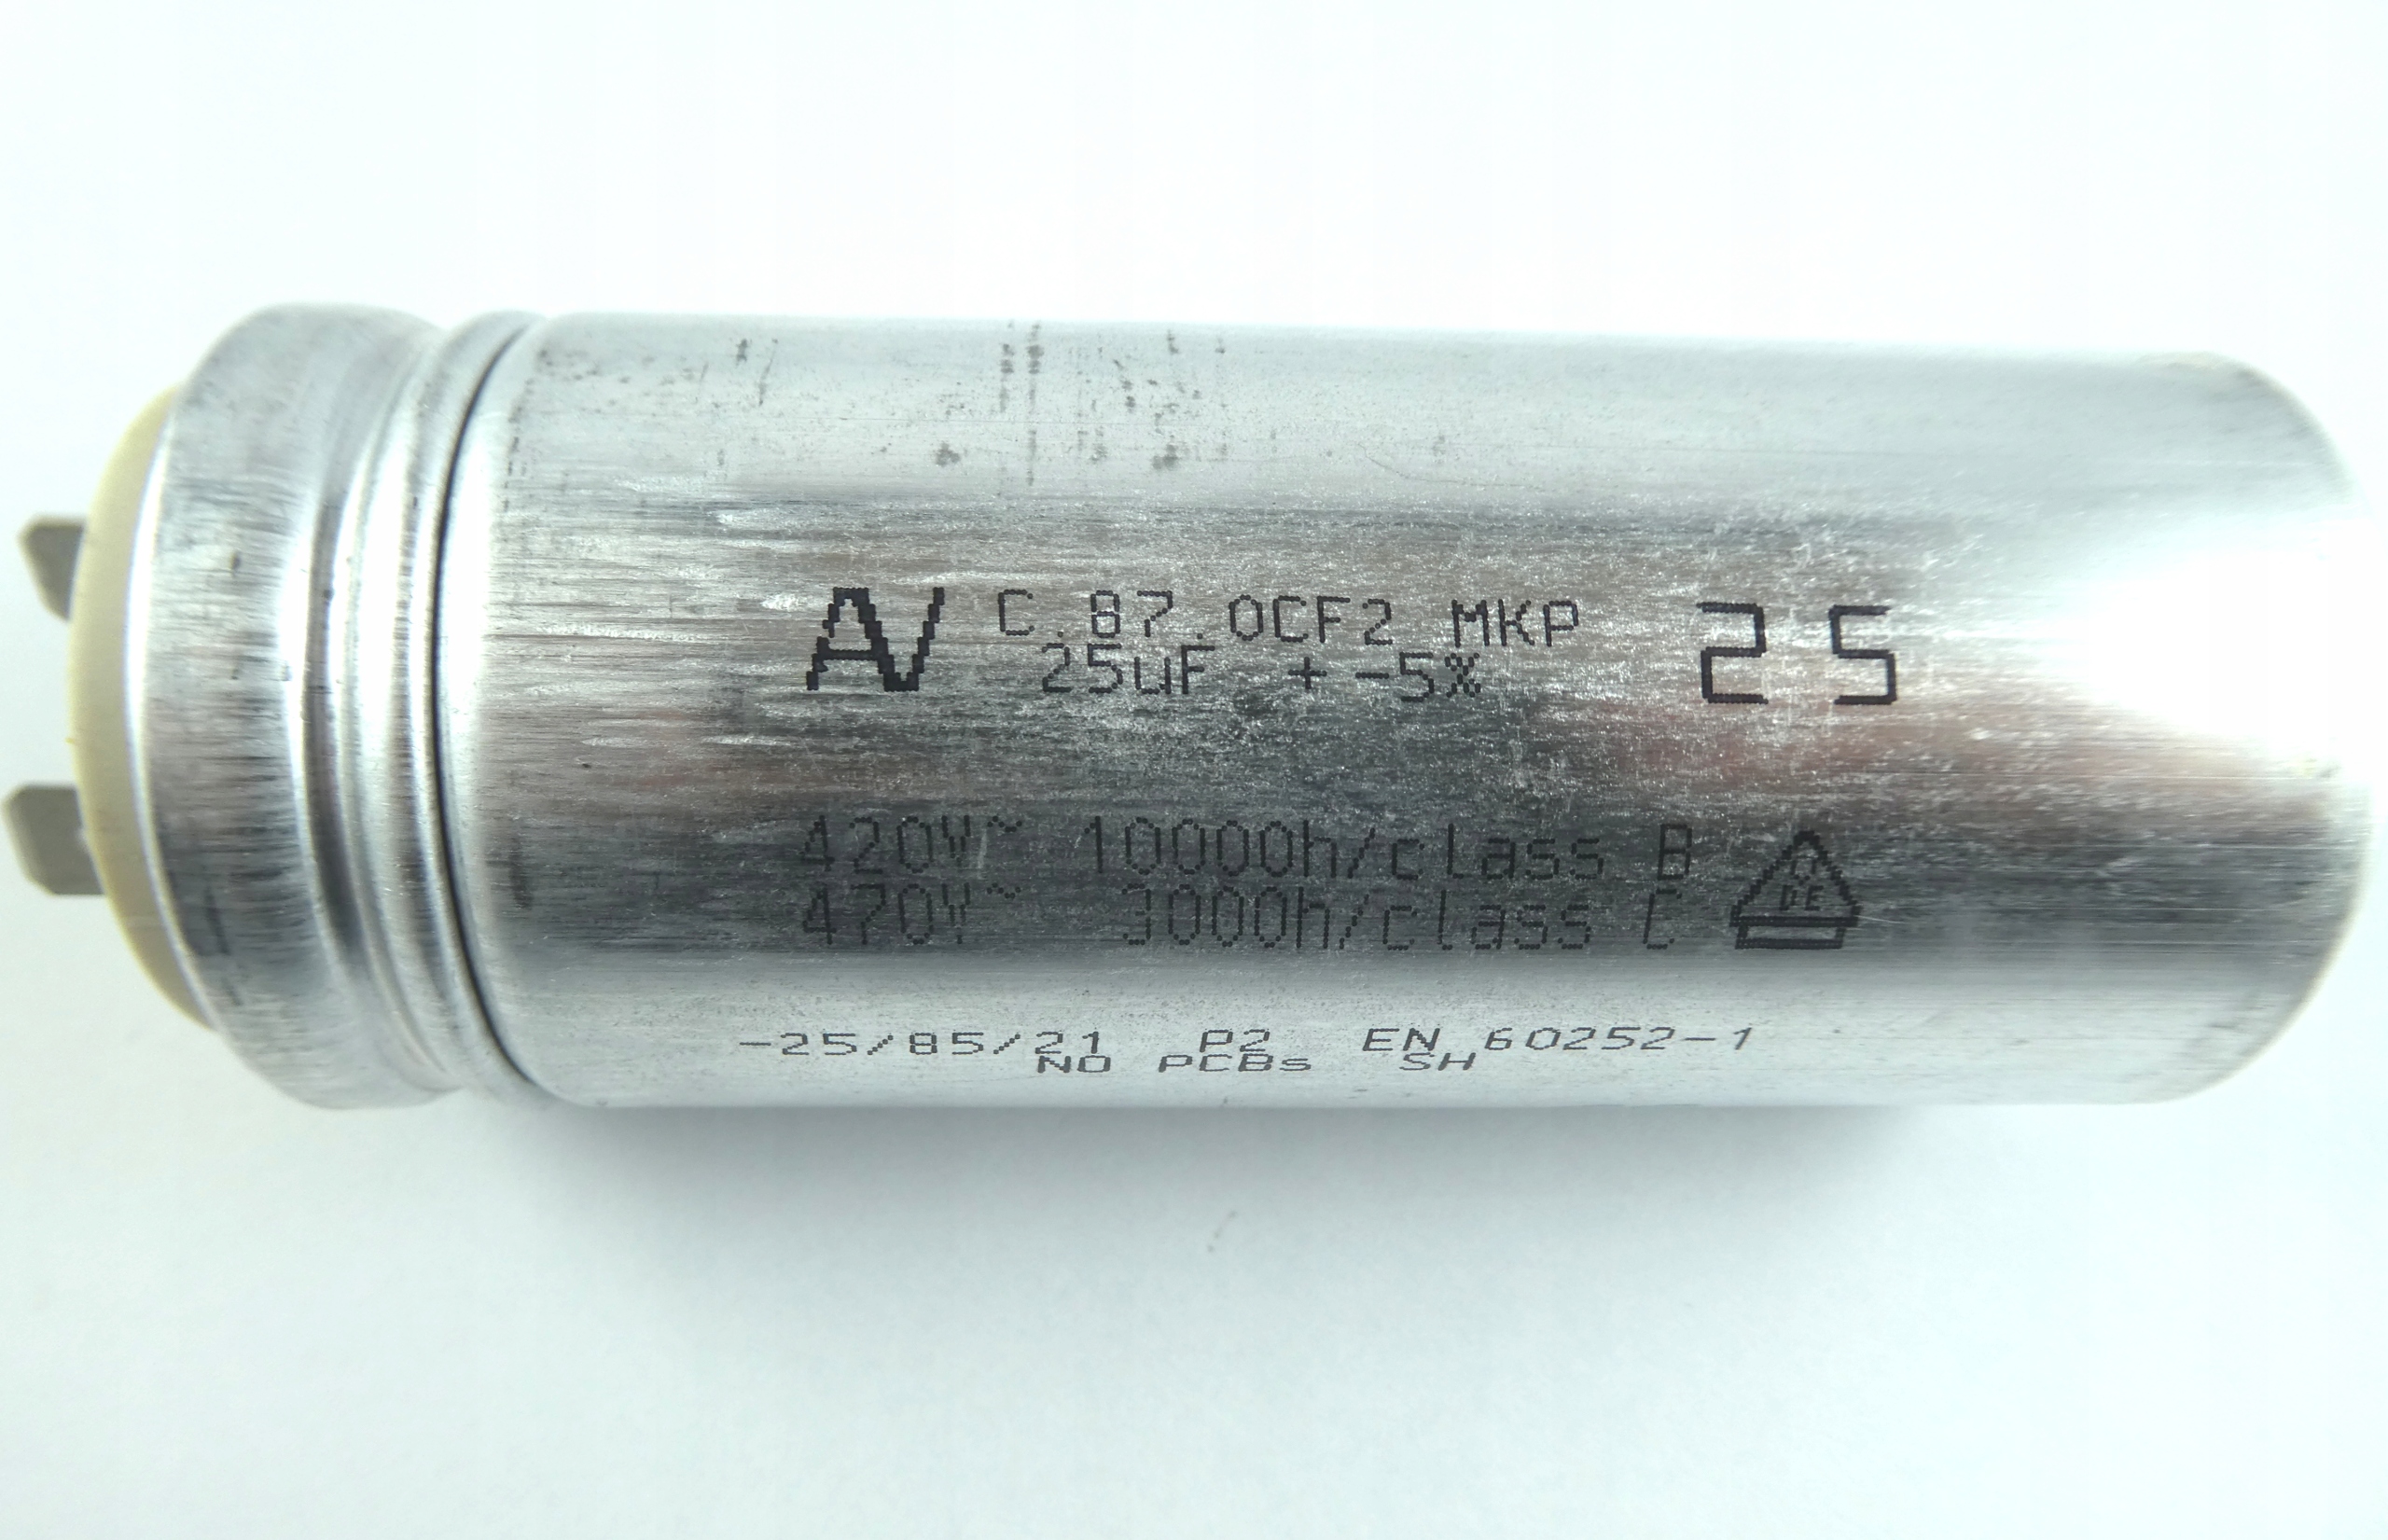 AV C.87.0CF2 MKP 25
25uF +-5%
420V~ 10000h/class B
470V~ 3000h/class C
DE
-25/85/21 P2 EN 60252-1
NO PCBs SH